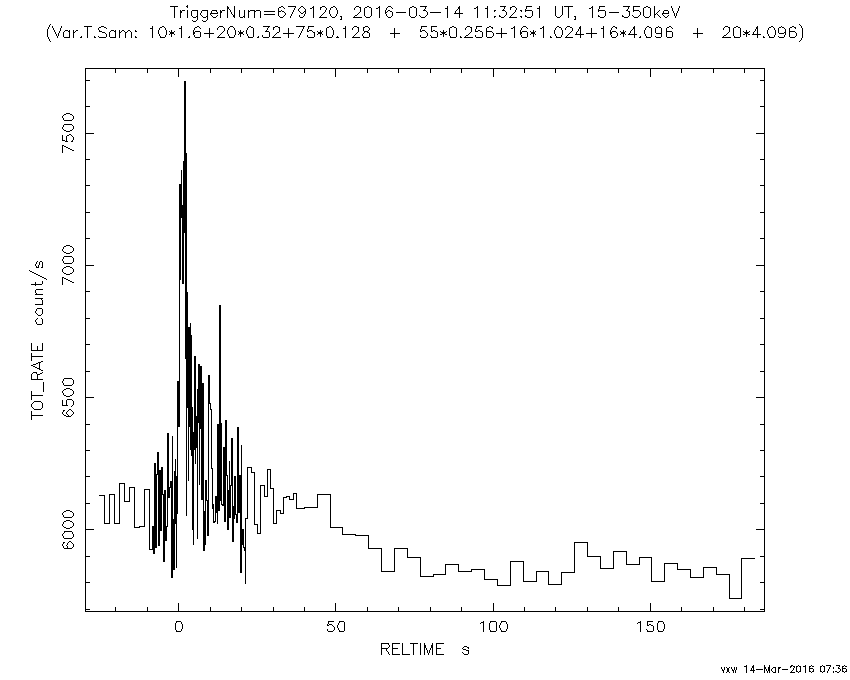 TriggerNum=679120, 2016-03-14 11:32:51 UT, 15-350keV
(Var.T.Sam: 10*1.6+20*0.32+75*0.128 + 55*0.256+16*1.024+16*4.096 + 20*4.096)
7500
7000
6500
6000
TOT_RATE count/s
0 50 100 150
RELTIME s
vxw 14-Mar-2016 07:36